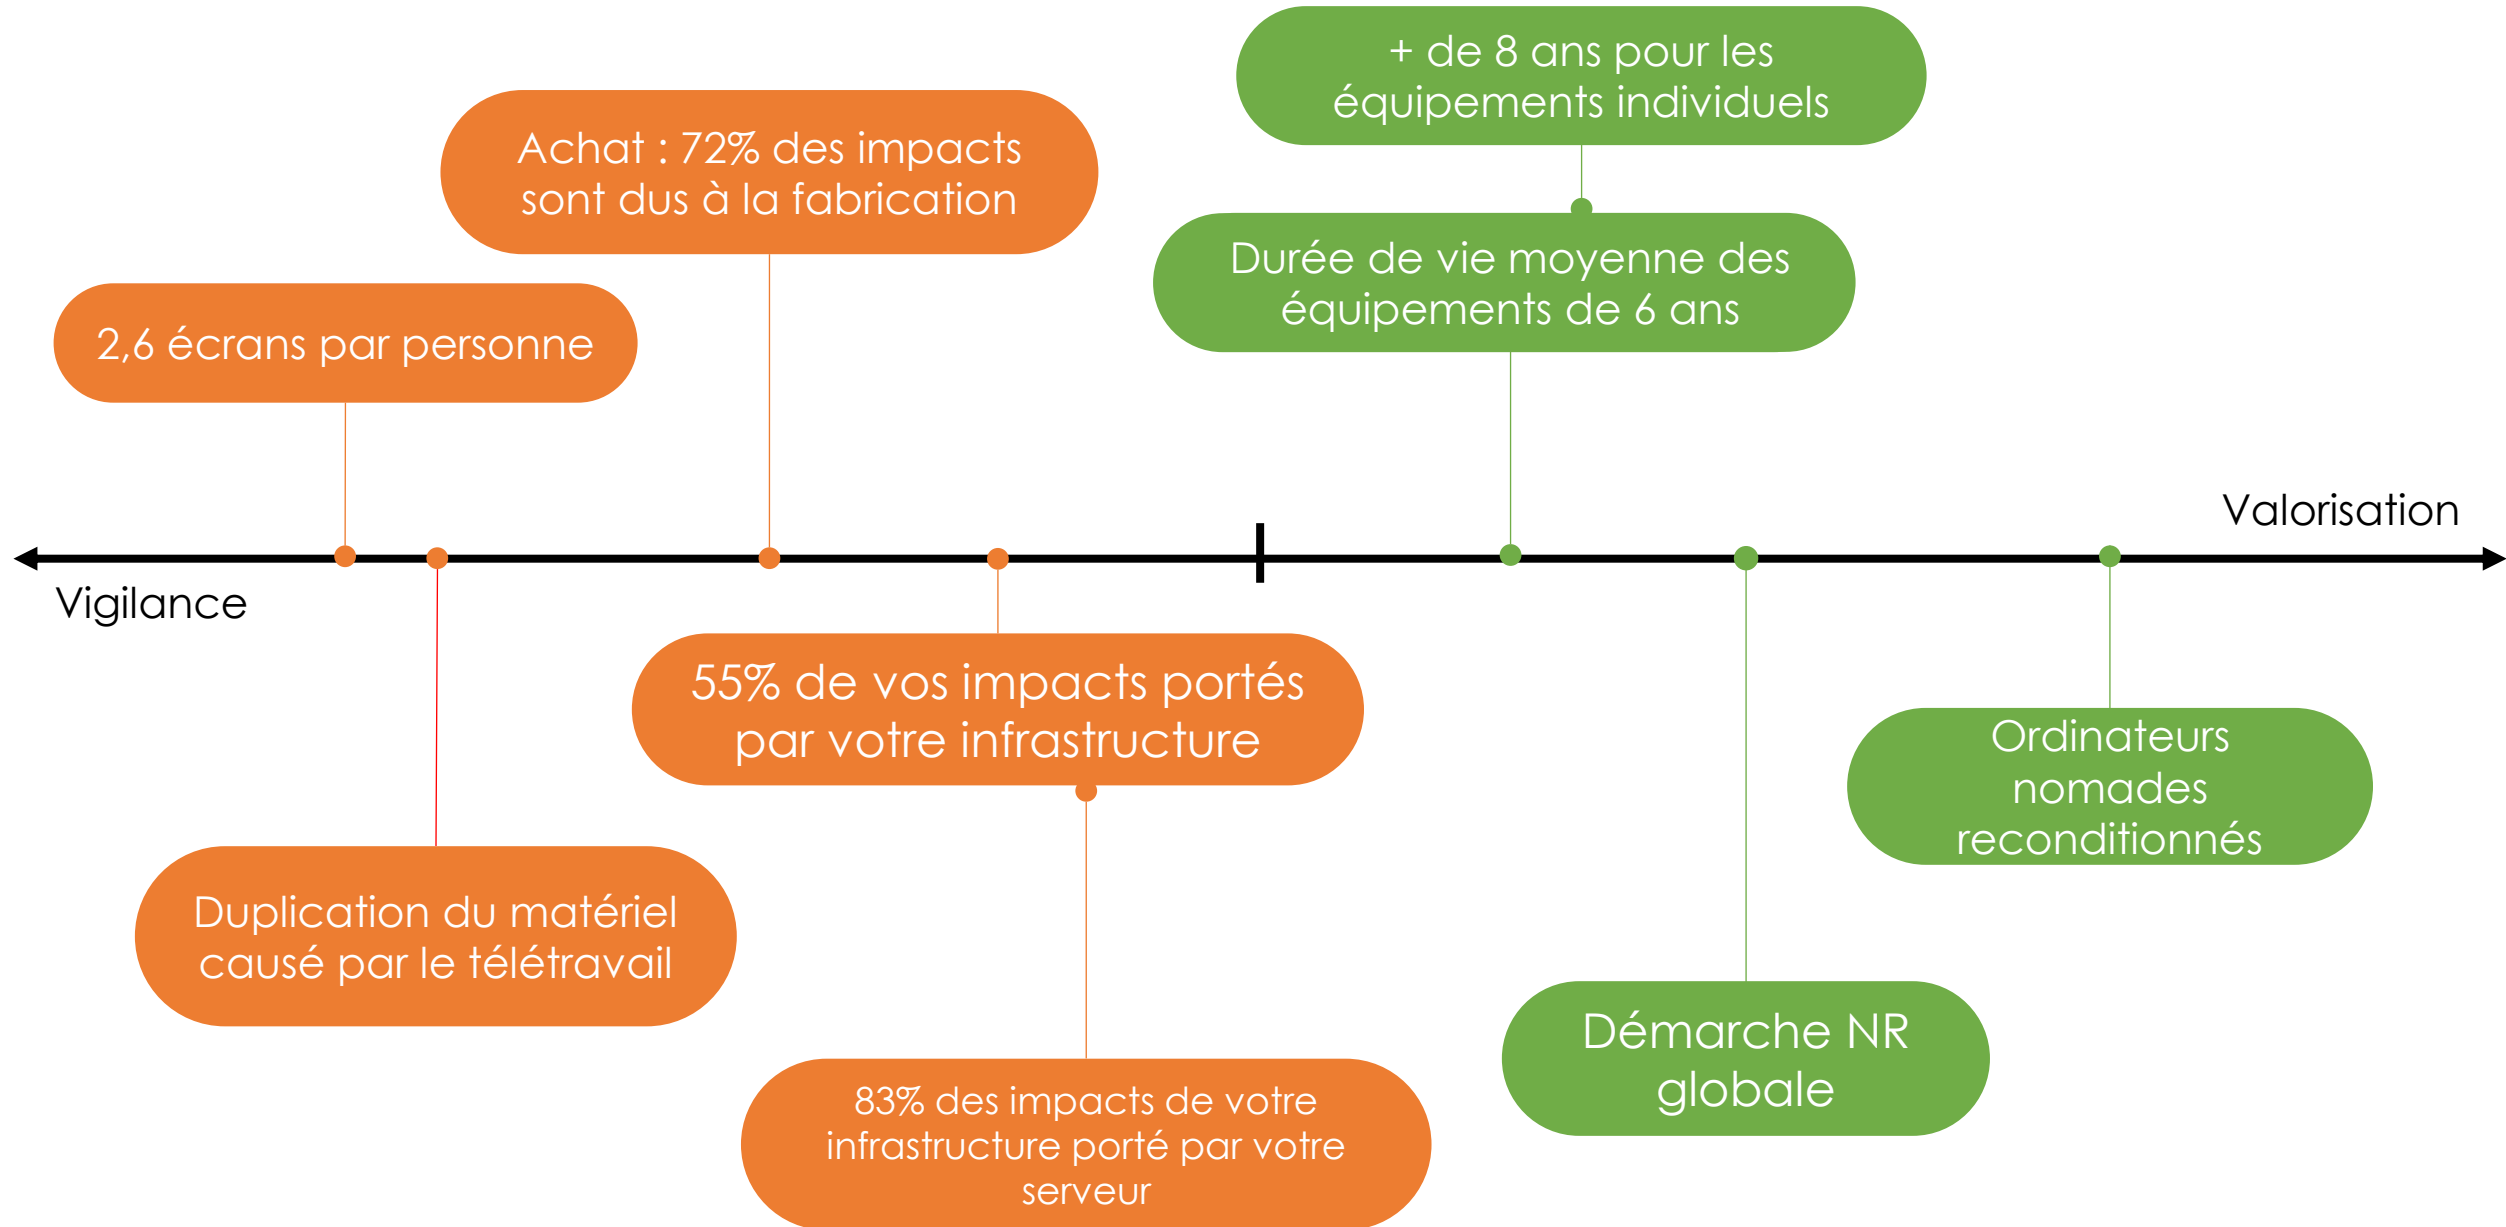 + de 8 ans pour les
équipements individuels
Achat : 72% des impacts
sont dus à la fabrication
Durée de vie moyenne des
équipements de 6 ans
2,6 écrans par personne
Valorisation
Vigilance
55% de vos impacts portés
par votre infrastructure
Ordinateurs
nomades
reconditionnés
Duplication du matériel
causé par le télétravail
Démarche NR
globale
83% des impacts de votre
infrastructure porté par votre
serveur